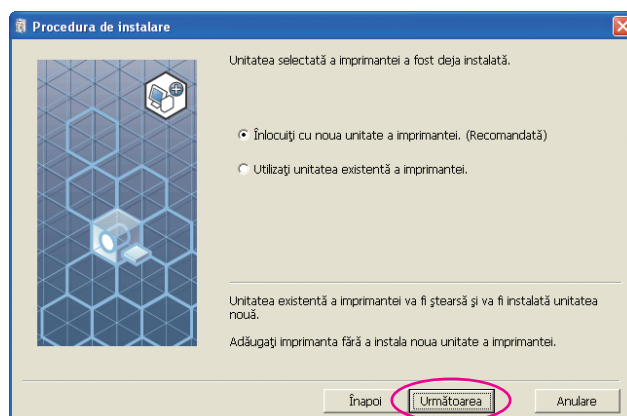 Procedura de instalare
Unitatea selectată a imprimantei a fost deja instalată.
Înlocuiţi cu noua unitate a imprimantei. (Recomandată)
Utilizaţi unitatea existentă a imprimantei.
Unitatea existentă a imprimantei va fi ştearsă şi va fi instalată unitatea
nouă.
Adăugaţi imprimanta fără a instala noua unitate a imprimantei.
Înapoi
Următoarea
Anulare